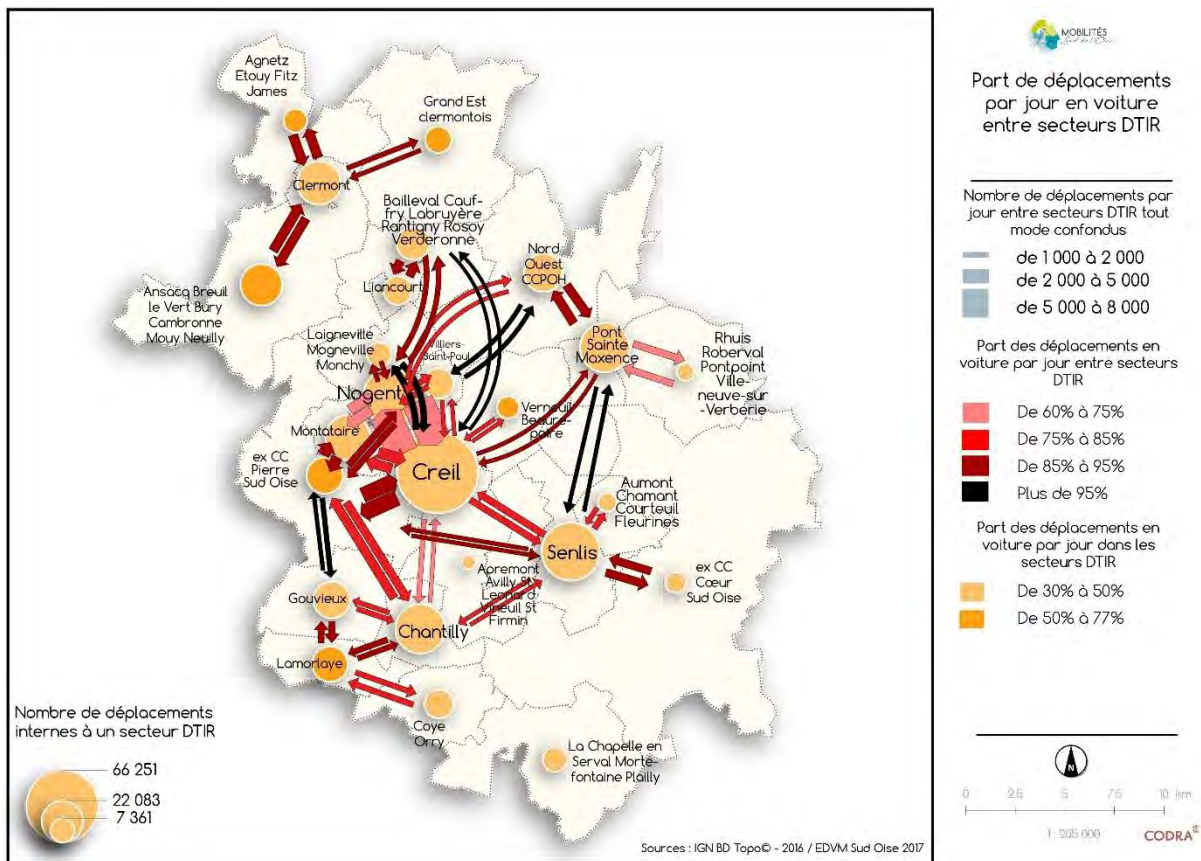 Agnetz
Etouy Fitz
James
Grand Est
clermontois
Clermont
Bailleval Cauf-
fry Labruyère
Rantigny Rosoy
Verderonne
Nord
Ouest
CCPOH
Liancourt
Ansacq Breuil
le Vert Bury
Cambronne
Mouy Neuilly
Laigneville
Mogneville
Monchy
Villiers-
Saint-Paul
Pont
Sainte
Maxence
Rhuis
Roberval
Pontpoint
Ville-
neuve-sur
-Verberie
Nogent
Verneuil
Beaure-
paire
Montataire
ex CC
Pierre
Sud Oise
Creil
Aumont
Chamant
Courteuil
Fleurines
Senlis
Apremont
Avilly St
Leonard
Vineuil St
Firmin
ex CC
Cœur
Sud Oise
Gouvieux
Chantilly
Lamorlaye
Coye
Orry
La Chapelle en
Serval Morte-
fontaine Plailly
Nombre de déplacements
internes à un secteur DTIR
66 251
22 083
7 361
Sources : IGN BD Topo© - 2016 / EDVM Sud Oise 2017
MOBILITÉS
Sud de l'Oise
Part de déplacements
par jour en voiture
entre secteurs DTIR
Nombre de déplacements par
jour entre secteurs DTIR tout
mode confondus
de 1 000 à 2 000
de 2 000 à 5 000
de 5 000 à 8 000
Part des déplacements en
voiture par jour entre secteurs
DTIR
De 60% à 75%
De 75% à 85%
De 85% à 95%
Plus de 95%
Part des déplacements en
voiture par jour dans les
secteurs DTIR
De 30% à 50%
De 50% à 77%
N
0 2.5 5 7.5 10 km
1 : 205 000
CODRA